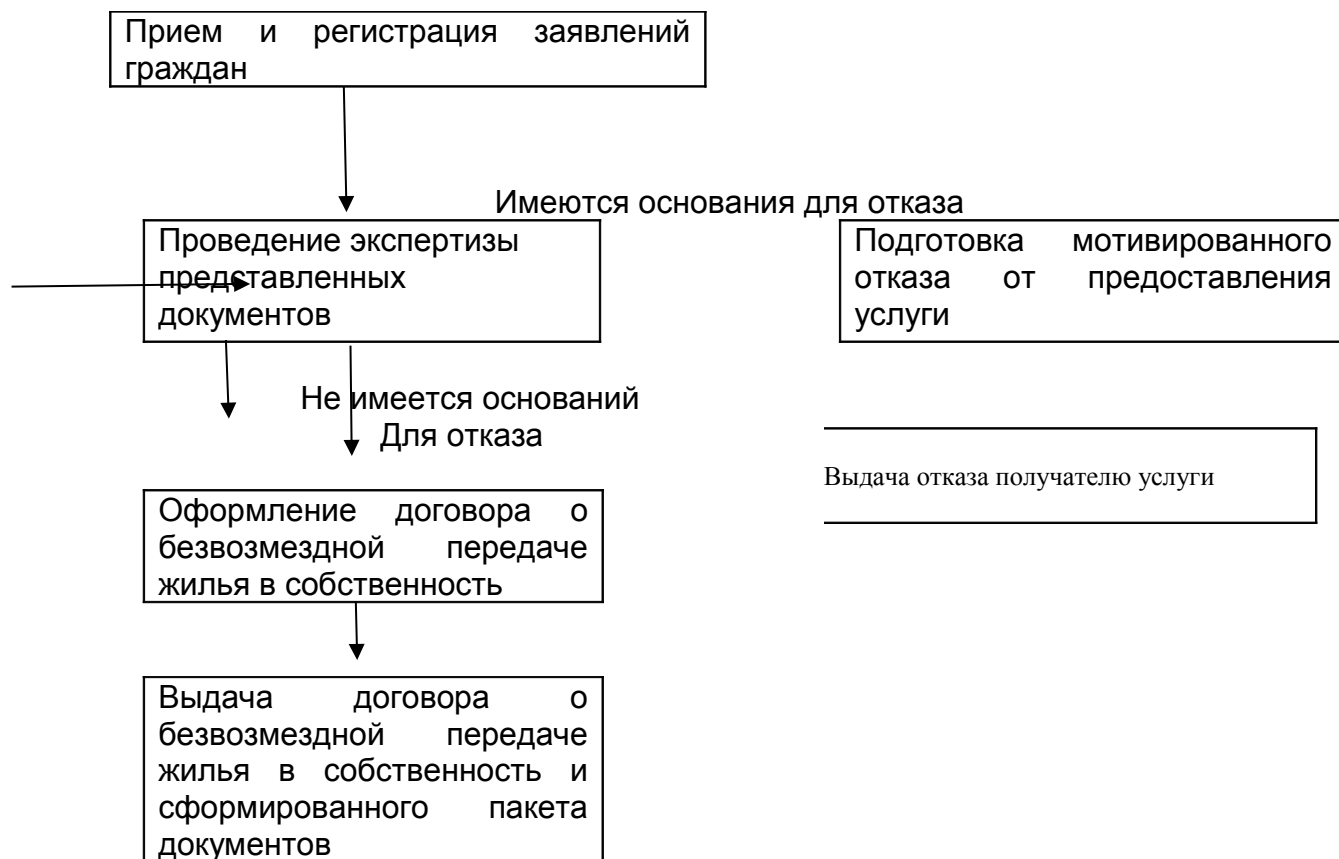 Прием и регистрация заявлений
граждан
Имеются основания для отказа
Проведение экспертизы
представленных
документов
Подготовка мотивированного
отказа от предоставления
услуги
Не имеется оснований
Для отказа
Выдача отказа получателю услуги
Оформление договора о
безвозмездной передаче
жилья в собственность
Выдача договора о
безвозмездной передаче
жилья в собственность и
сформированного пакета
документов